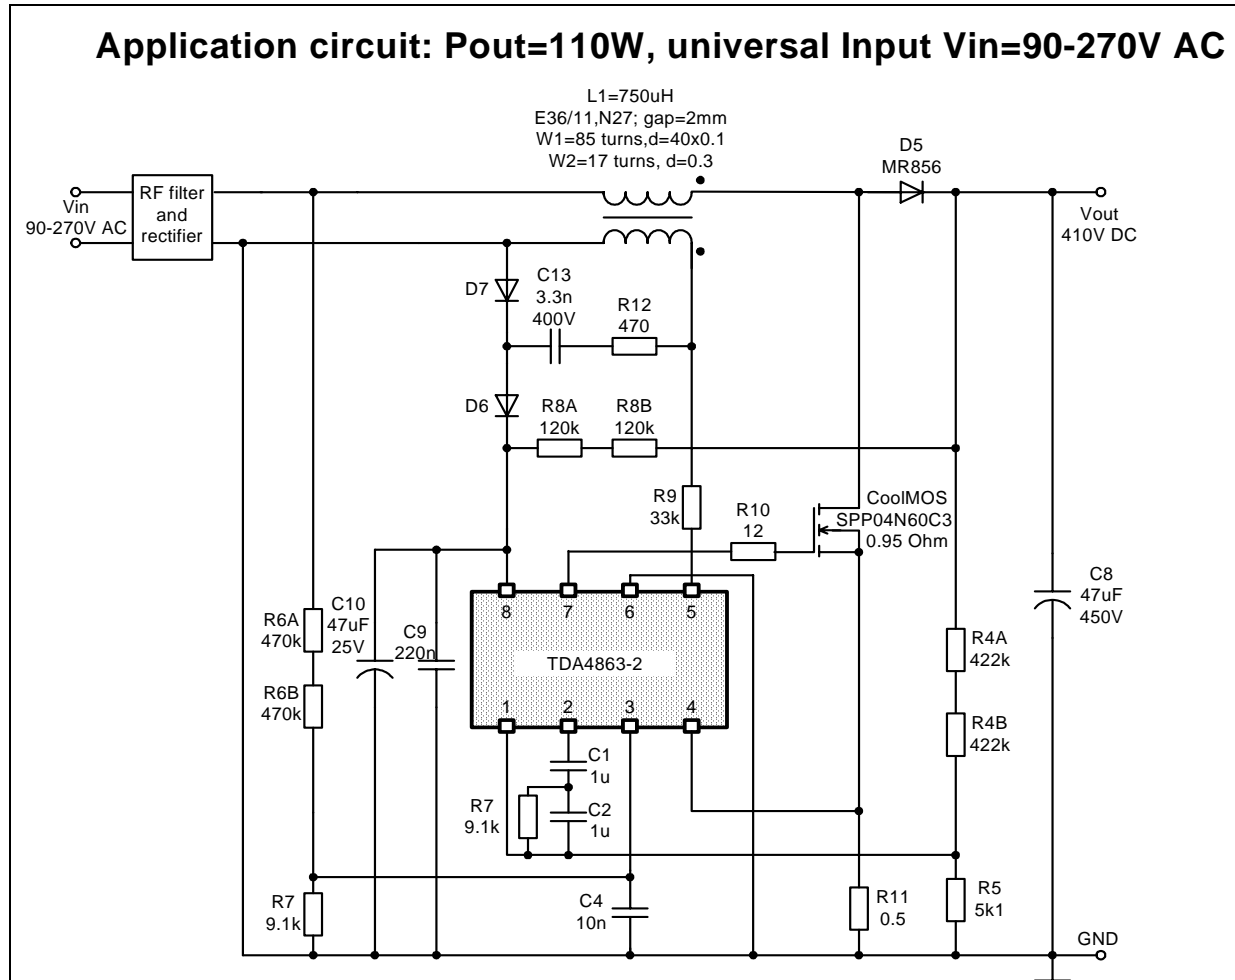 Application circuit: Pout=110W, universal Input Vin=90-270V AC
L1=750uH
E36/11,N27; gap=2mm
W1=85 turns,d=40x0.1
W2=17 turns, d=0.3
D5
MR856
RF filter
and
rectifier
Vin
90-270V AC
Vout
410V DC
D7
C13
3.3n
400V
R12
470
D6
R8A
120k
R8B
120k
R9
33k
R10
12
CoolMOS
SPP04N60C3
0.95 Ohm
C8
47uF
450V
8
7
6
5
R6A
470k
C10
47uF
25V
C9
220n
TDA4863-2
R4A
422k
R6B
470k
R4B
422k
1
2
3
4
C1
1u
R7
9.1k
C2
1u
R7
9.1k
C4
10n
R11
0.5
R5
5k1
GND